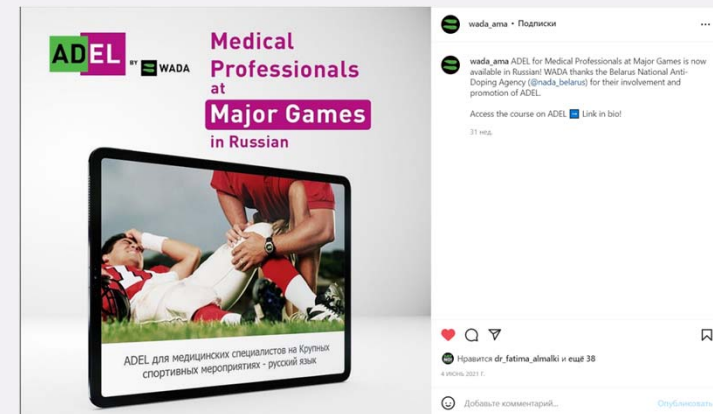 ADEL BY WADA
Medical
Professionals
at
Major Games
in Russian
ADEL для медицинских специалистов на Крупных
спортивных мероприятиях - русский язык
wada_ama • Подписки
wada_ama ADEL for Medical Professionals at Major Games is now
available in Russian! WADA thanks the Belarus National Anti-
Doping Agency (@nada_belarus) for their involvement and
promotion of ADEL.
Access the course on ADEL ➡ Link in bio!
31 нед.
Нравится dr_fatima_almalki и ещё 38
4 ИЮНЬ 2021 Г.
Добавьте комментарий...
Опубликовать